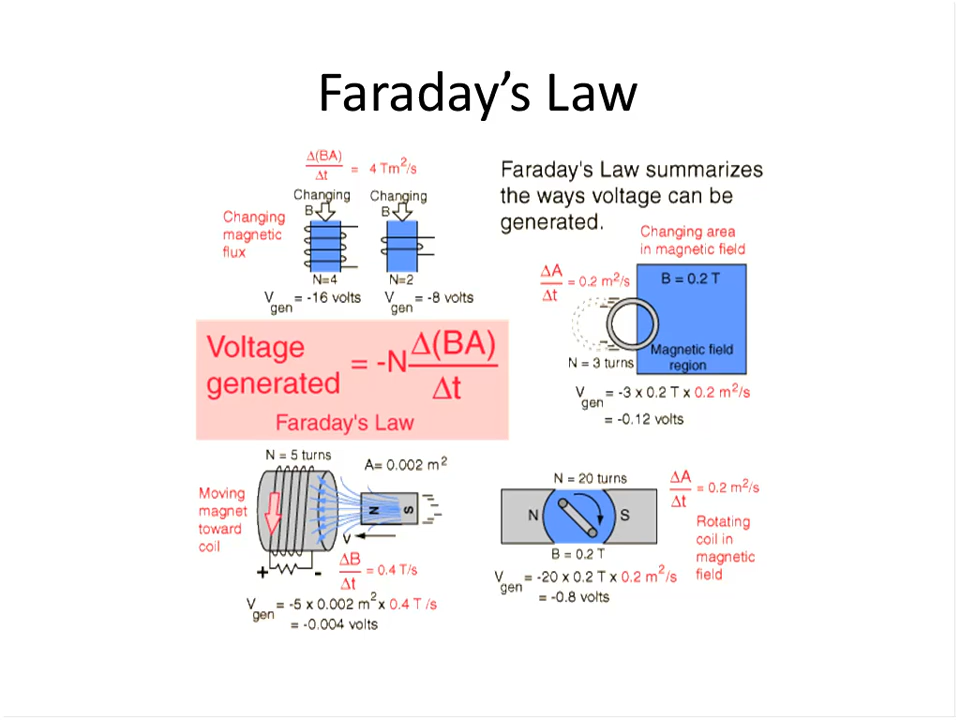 Faraday's Law
Δ(BA)
Δt
= 4 Tm²/s
Changing
B
Changing
B
Changing
magnetic
flux
N=4
N=2
V gen = -16 volts
V gen = -8 volts
Faraday's Law summarizes
the ways voltage can be
generated.
Changing area
in magnetic field
ΔA
Δt
= 0.2 m²/s
B = 0.2 T
N = 3 turns
Magnetic field
region
V gen = -3 x 0.2 T x 0.2 m²/s
= -0.12 volts
Voltage
generated
= -N
Δ(BA)
Δt
Faraday's Law
N = 5 turns
A= 0.002 m²
Moving
magnet
toward
coil
N
S
V
+
-
ΔB
Δt
= 0.4 T/s
V gen = -5 x 0.002 m² x 0.4 T /s
= -0.004 volts
N = 20 turns
ΔA
Δt
= 0.2 m²/s
N
S
B = 0.2 T
Rotating
coil in
magnetic
field
V gen = -20 x 0.2 T x 0.2 m²/s
= -0.8 volts